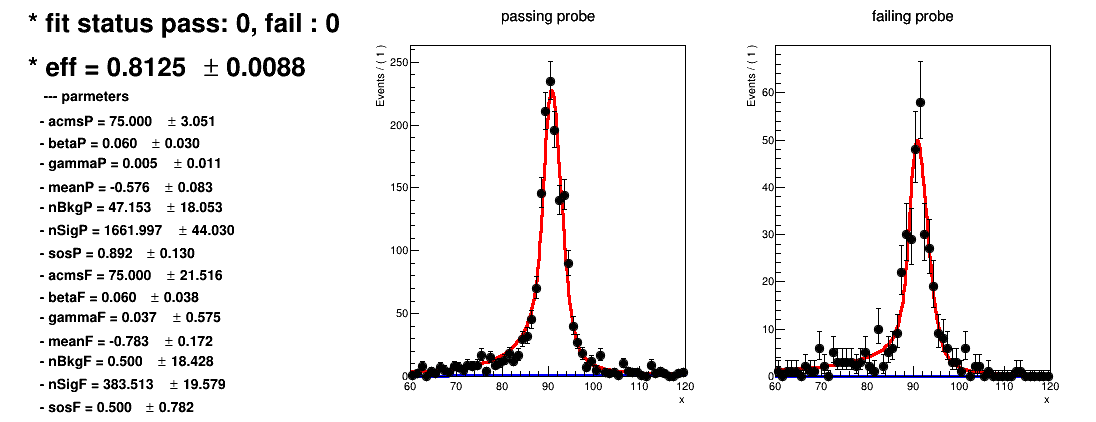 * fit status pass: 0, fail : 0
* eff = 0.8125 ± 0.0088
--- parmeters
- acmsP = 75.000 ± 3.051
- betaP = 0.060 ± 0.030
- gammaP = 0.005 ± 0.011
- meanP = -0.576 ± 0.083
- nBkgP = 47.153 ± 18.053
- nSigP = 1661.997 ± 44.030
- sosP = 0.892 ± 0.130
- acmsF = 75.000 ± 21.516
- betaF = 0.060 ± 0.038
- gammaF = 0.037 ± 0.575
- meanF = -0.783 ± 0.172
- nBkgF = 0.500 ± 18.428
- nSigF = 383.513 ± 19.579
- sosF = 0.500 ± 0.782
passing probe
Events / ( 1 )
250
200
150
100
50
0
60 70 80 90 100 110 120
x
failing probe
Events / ( 1 )
60
50
40
30
20
10
0
60 70 80 90 100 110 120
x